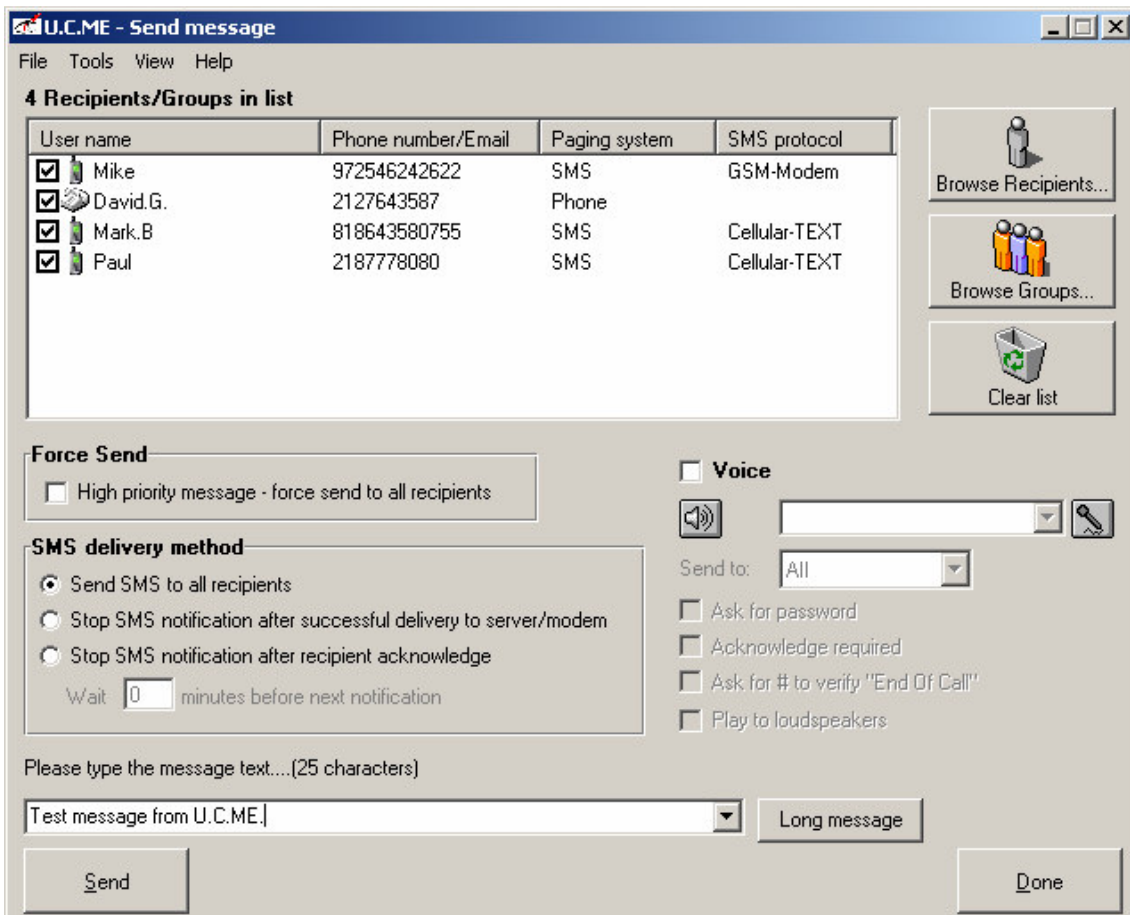 U.C.ME - Send message
File Tools View Help
4 Recipients/Groups in list
User name Phone number/Email Paging system SMS protocol
Mike 972546242622 SMS GSM-Modem
David.G. 2127643587 Phone
Mark.B 818643580755 SMS Cellular-TEXT
Paul 2187778080 SMS Cellular-TEXT
Browse Recipients...
Browse Groups...
Clear list
Force Send
High priority message - force send to all recipients
SMS delivery method
Send SMS to all recipients
Stop SMS notification after successful delivery to server/modem
Stop SMS notification after recipient acknowledge
Wait 0 minutes before next notification
Voice
Send to: All
Ask for password
Acknowledge required
Ask for # to verify "End Of Call"
Play to loudspeakers
Please type the message text....(25 characters)
Test message from U.C.ME.
Long message
Send
Done